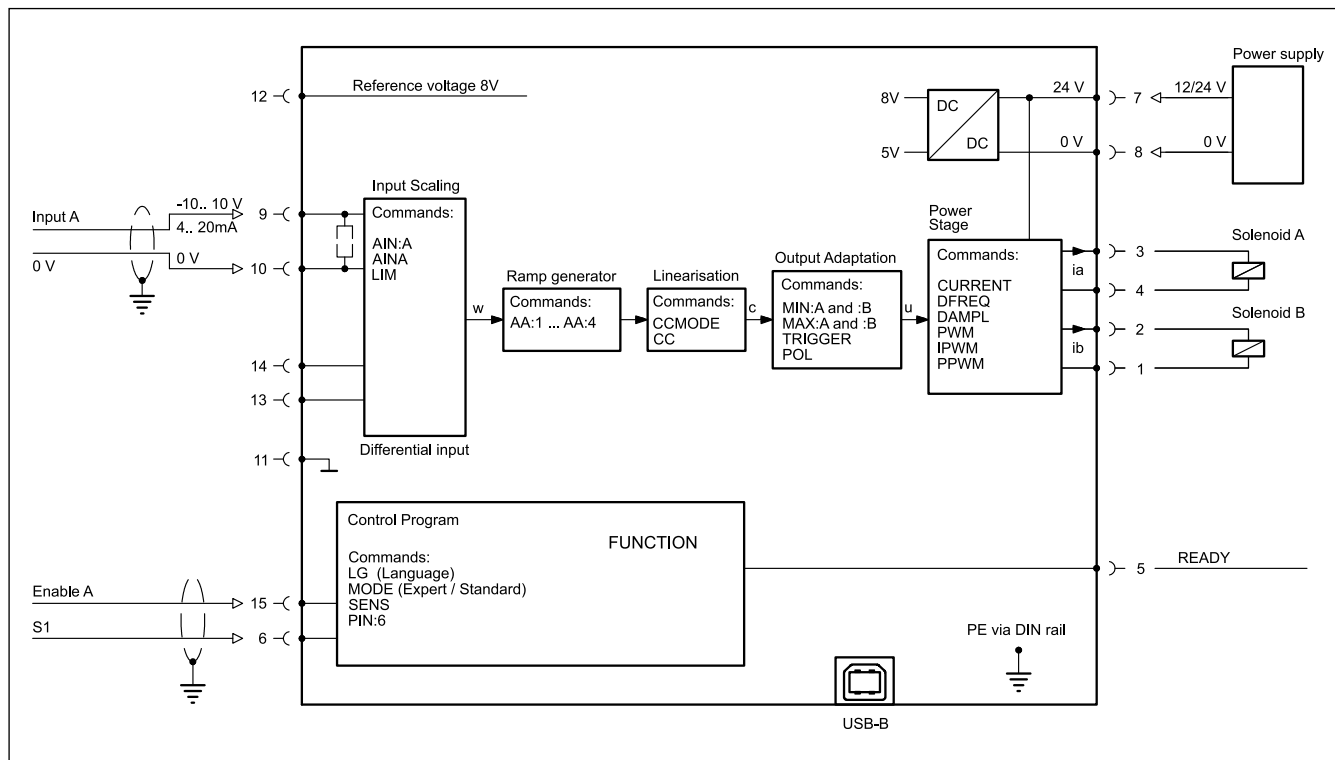 Power supply
12
Reference voltage 8V
8V
DC
DC
5V
24 V
7
12/24 V
0 V
8
0 V
Input A
-10.. 10 V
4.. 20mA
9
0 V
0 V
10
Input Scaling
Commands:
AIN:A
AINA
LIM
14
13
Differential input
11
w
Ramp generator
Commands:
AA:1 ... AA:4
Linearisation
Commands:
CCMODE
CC
c
Output Adaptation
Commands:
MIN:A and :B
MAX:A and :B
TRIGGER
POL
u
Power
Stage
Commands:
CURRENT
DFREQ
DAMPL
PWM
IPWM
PPWM
ia
ib
3
4
Solenoid A
2
1
Solenoid B
Control Program
FUNCTION
Commands:
LG (Language)
MODE (Expert / Standard)
SENS
PIN:6
Enable A
15
S1
6
5
READY
PE via DIN rail
USB-B